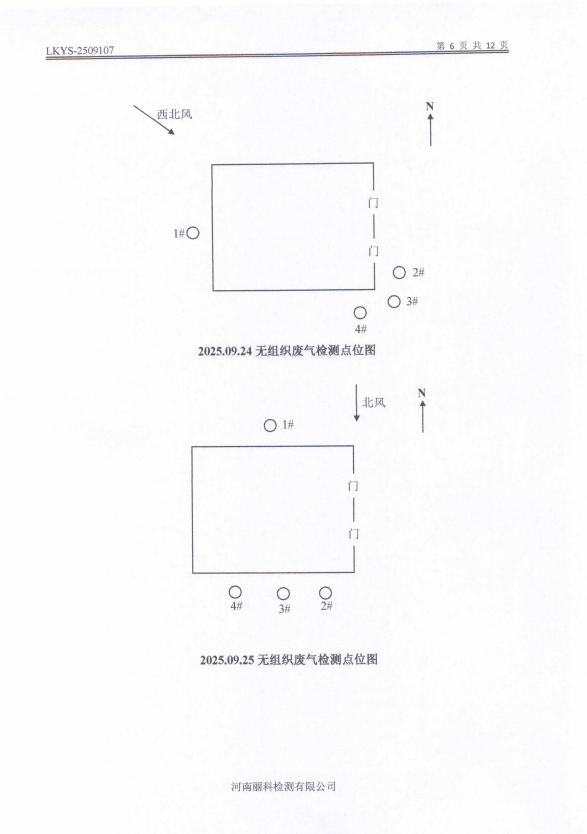 LKYS-2509107
第 6 页 共 12 页
西北风
N
门
1#
门
2#
3#
4#
2025.09.24 无组织废气检测点位图
北风
N
1#
门
门
4#
3#
2#
2025.09.25 无组织废气检测点位图
河南丽科检测有限公司